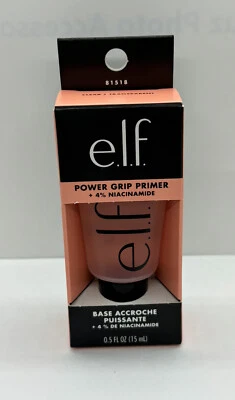 81518
e.l.f.
POWER GRIP PRIMER
+ 4% NIACINAMIDE
e.l.f.
BASE ACCROCHE
PUISSANTE
+ 4 % DE NIACINAMIDE
0.5 FL OZ (15 mL)